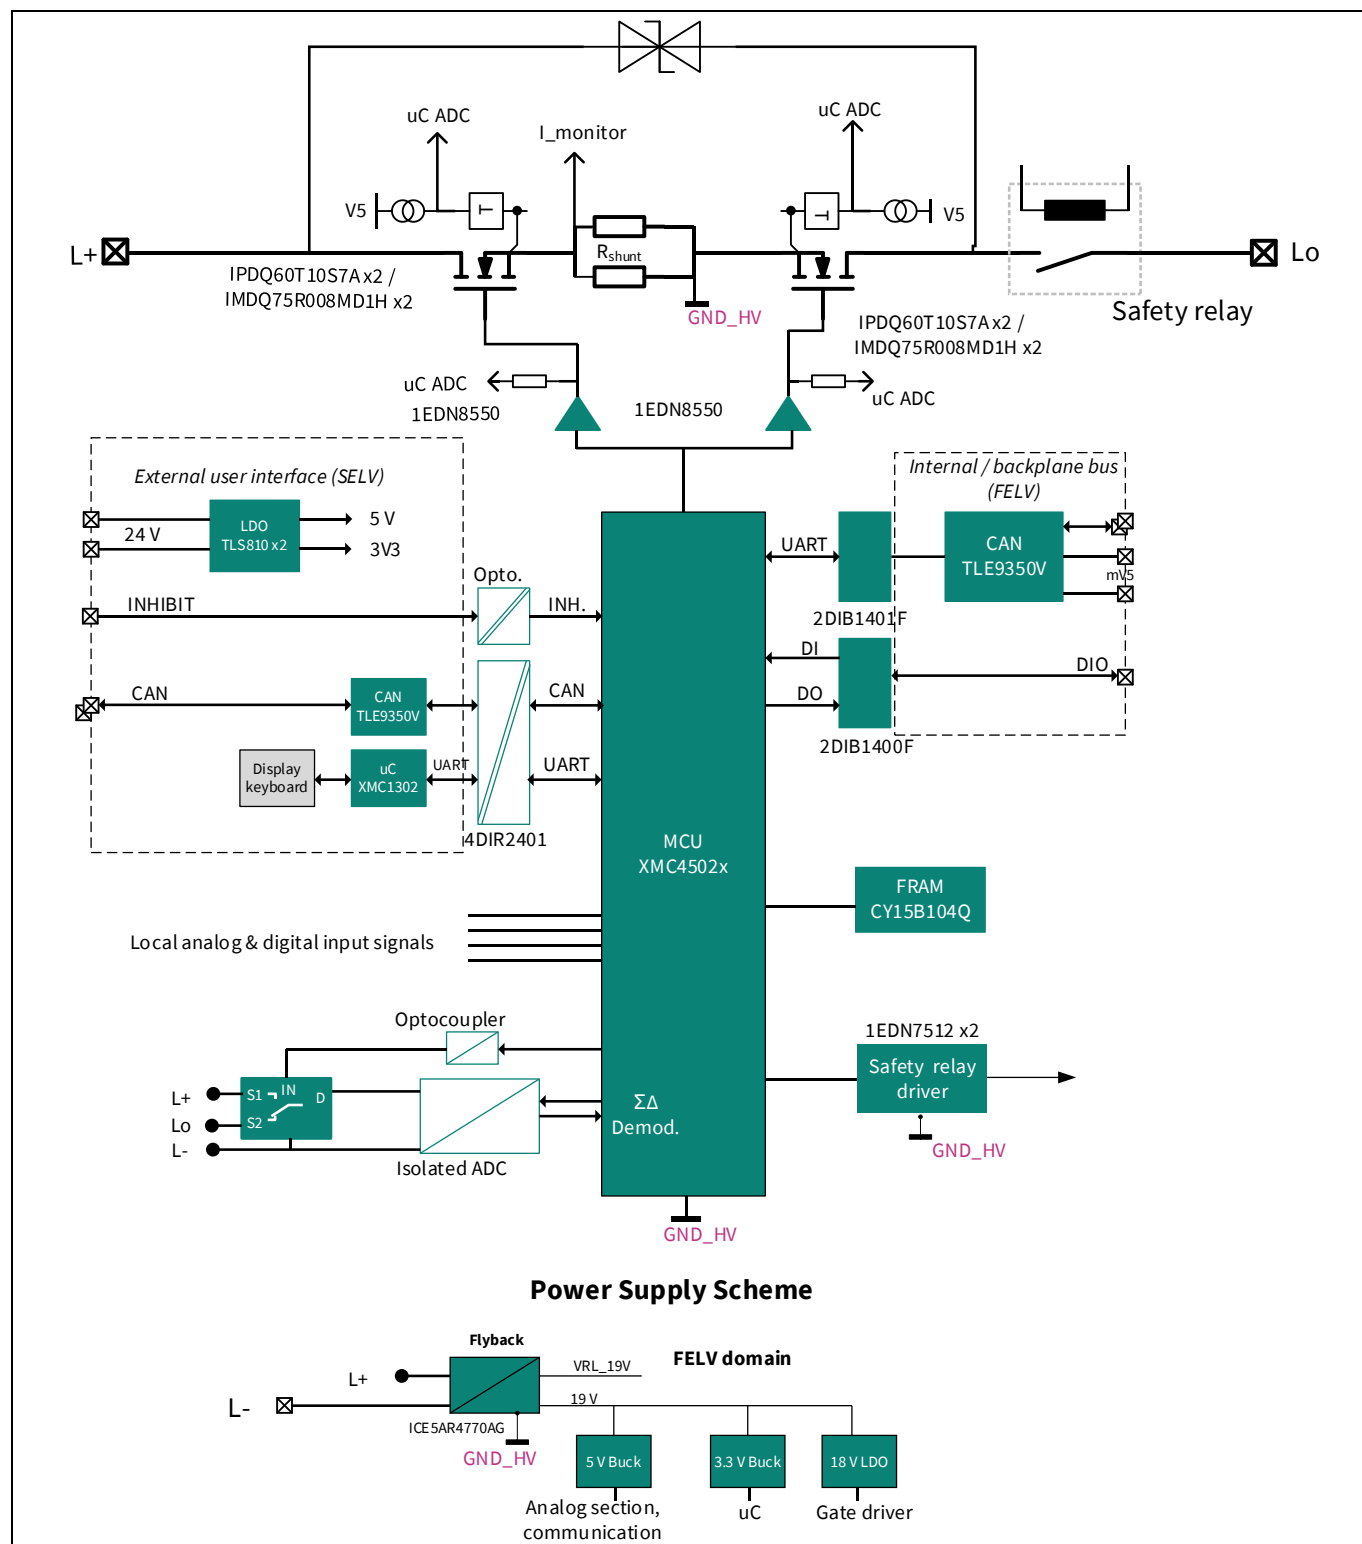 uC ADC
uC ADC
I_monitor
V5
T
T
V5
L+
Rshunt
Lo
IPDQ60T10S7A x2 /
IMDQ75R008MD1H x2
GND_HV
Safety relay
IPDQ60T10S7A x2 /
IMDQ75R008MD1H x2
uC ADC
1EDN8550
1EDN8550
uC ADC
External user interface (SELV)
Internal / backplane bus
(FELV)
24 V
LDO
TLS810 x2
5 V
3V3
UART
CAN
TLE9350V
mV5
Opto.
INHIBIT
INH.
2DIB1401F
DI
DIO
DO
2DIB1400F
CAN
CAN
TLE9350V
CAN
Display
keyboard
uC
XMC1302
UART
UART
4DIR2401
MCU
XMC4502x
FRAM
CY15B104Q
Local analog & digital input signals
Optocoupler
1EDN7512 x2
Safety relay
driver
L+
S1
IN
D
Lo
S2
L-
ΣΔ
Demod.
Isolated ADC
GND_HV
GND_HV
Power Supply Scheme
Flyback
FELV domain
L+
VRL_19V
L-
19 V
ICE5AR4770AG
GND_HV
5 V Buck
3.3 V Buck
18 V LDO
Analog section,
communication
uC
Gate driver